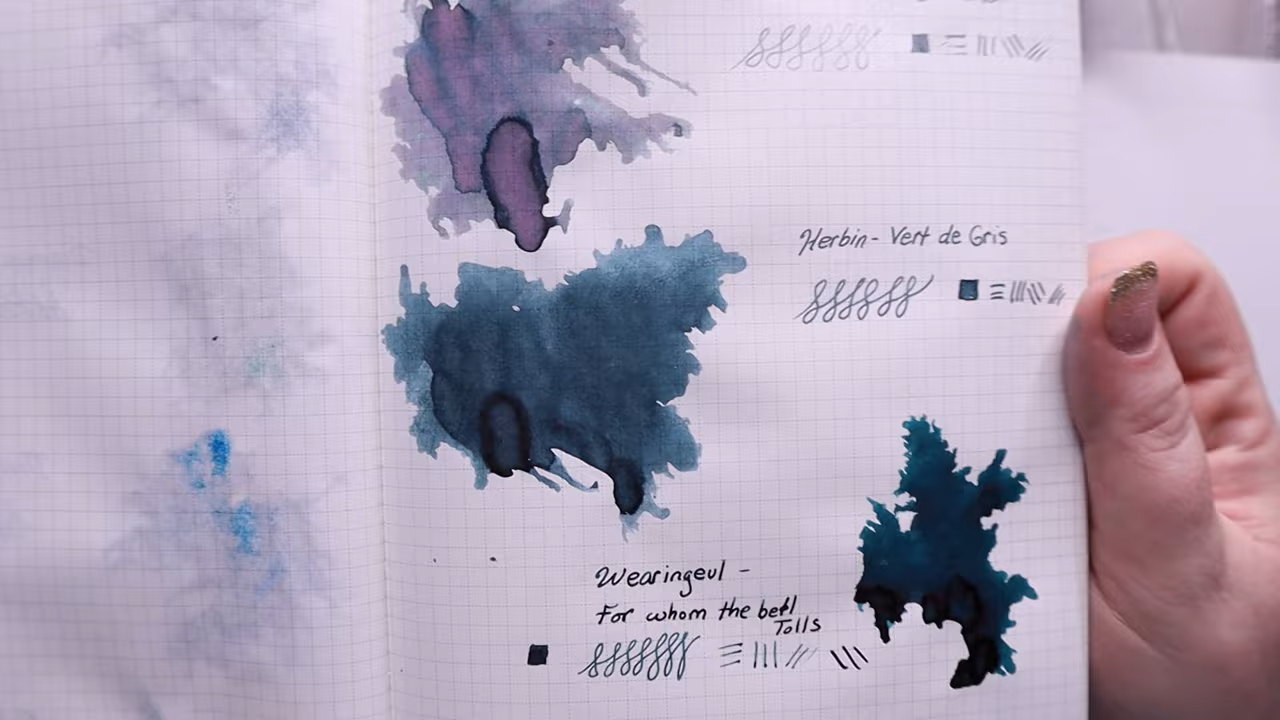 Herbin - Vert de Gris
Wearingeul -
For whom the bell
Tolls